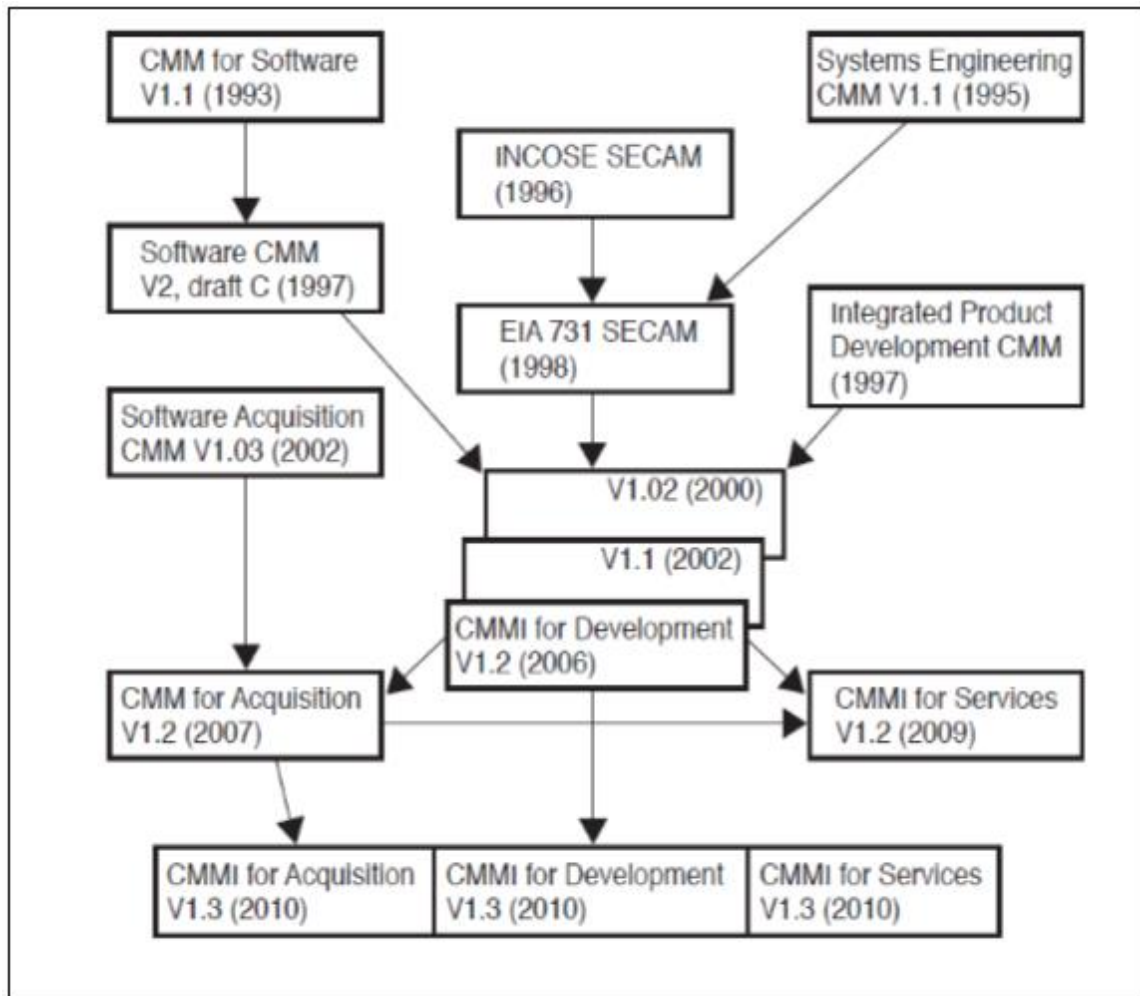 CMM for Software
V1.1 (1993)
Systems Engineering
CMM V1.1 (1995)
INCOSE SECAM
(1996)
Software CMM
V2, draft C (1997)
EIA 731 SECAM
(1998)
Integrated Product
Development CMM
(1997)
Software Acquisition
CMM V1.03 (2002)
V1.02 (2000)
V1.1 (2002)
CMMI for Development
V1.2 (2006)
CMM for Acquisition
V1.2 (2007)
CMMI for Services
V1.2 (2009)
CMMI for Acquisition
V1.3 (2010)
CMMI for Development
V1.3 (2010)
CMMI for Services
V1.3 (2010)